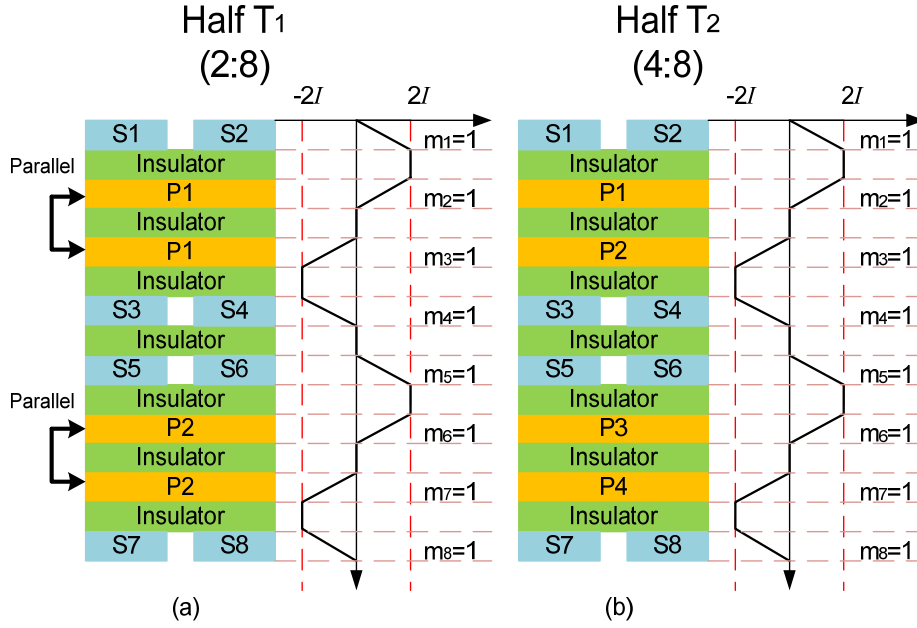 Half T1
(2:8)
-2I
2I
S1
S2
m1=1
Insulator
Parallel
P1
m2=1
Insulator
P1
m3=1
Insulator
S3
S4
m4=1
Insulator
S5
S6
m5=1
Insulator
Parallel
P2
m6=1
Insulator
P2
m7=1
Insulator
S7
S8
m8=1
(a)
Half T2
(4:8)
-2I
2I
S1
S2
m1=1
Insulator
P1
m2=1
Insulator
P2
m3=1
Insulator
S3
S4
m4=1
Insulator
S5
S6
m5=1
Insulator
P3
m6=1
Insulator
P4
m7=1
Insulator
S7
S8
m8=1
(b)